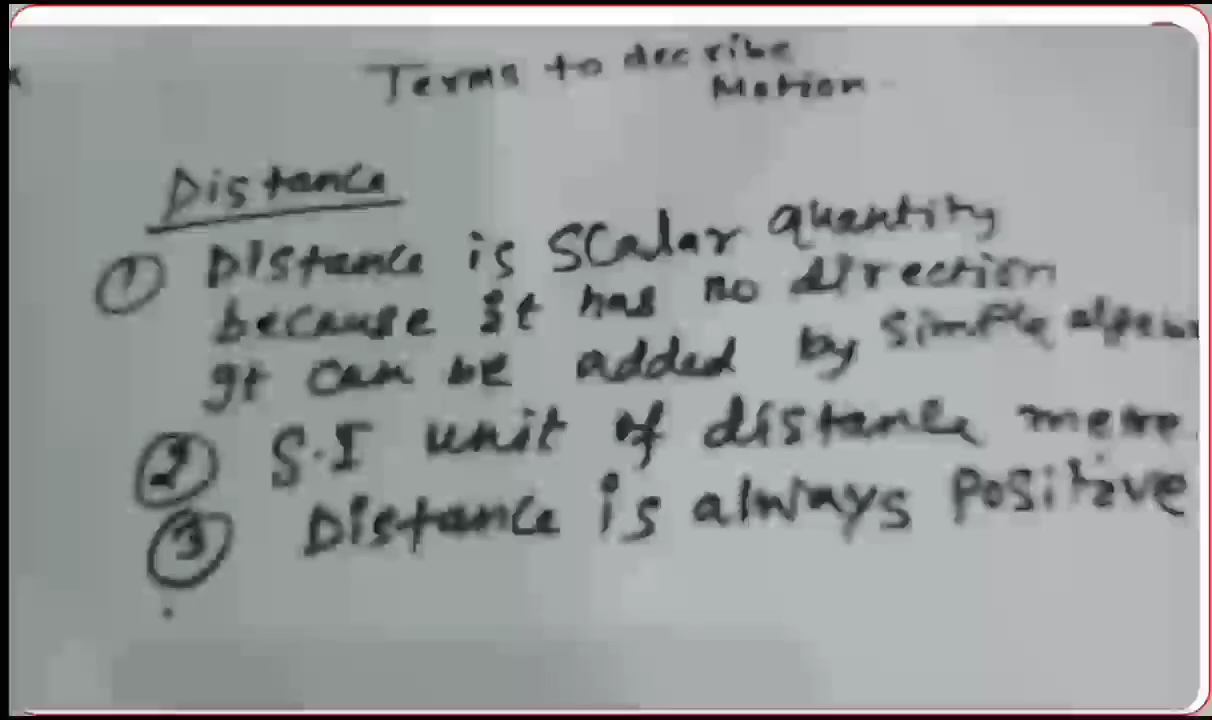 Terms to decribe
Motion
Distance
① Distance is scalar quantity
because it has no direction
It can be added by simple
② S.I unit of distance metre
③ Distance is always positive